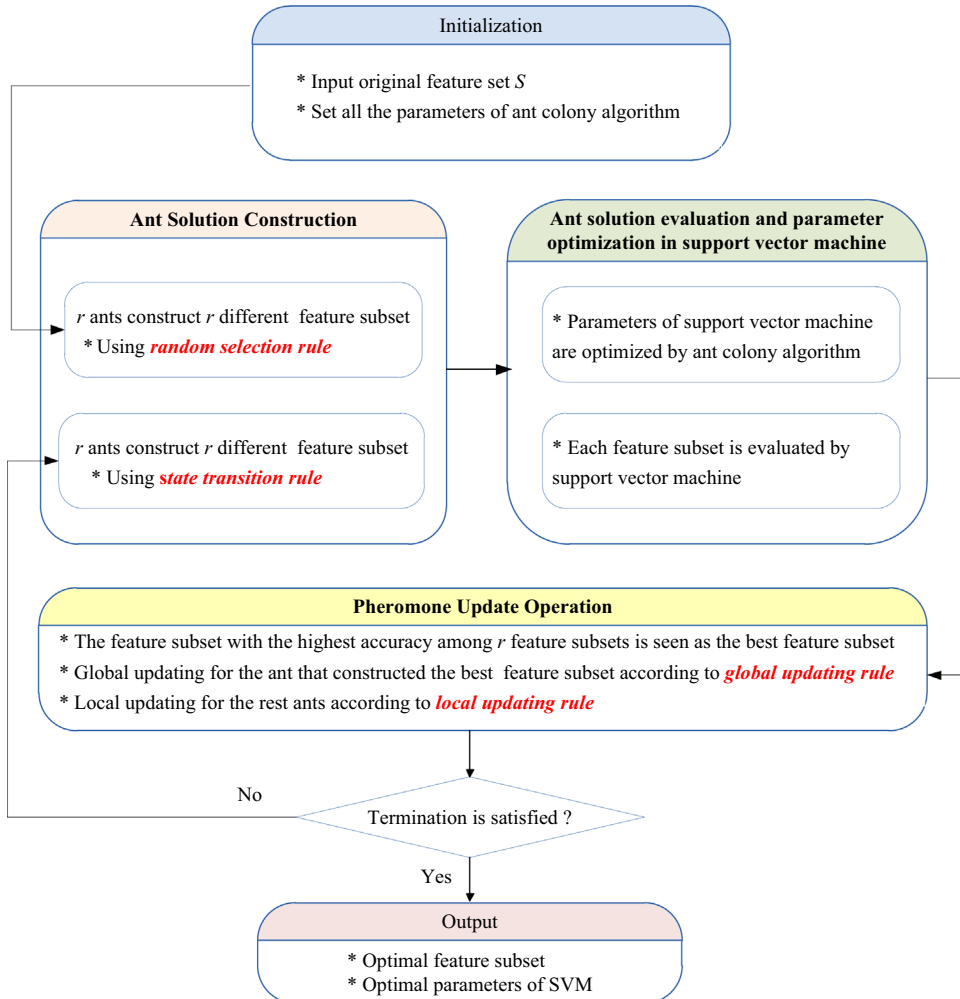 Initialization
* Input original feature set S
* Set all the parameters of ant colony algorithm
Ant Solution Construction
r ants construct r different feature subset
* Using random selection rule
r ants construct r different feature subset
* Using state transition rule
Ant solution evaluation and parameter
optimization in support vector machine
* Parameters of support vector machine
are optimized by ant colony algorithm
* Each feature subset is evaluated by
support vector machine
Pheromone Update Operation
* The feature subset with the highest accuracy among r feature subsets is seen as the best feature subset
* Global updating for the ant that constructed the best feature subset according to global updating rule
* Local updating for the rest ants according to local updating rule
No
Termination is satisfied ?
Yes
Output
* Optimal feature subset
* Optimal parameters of SVM